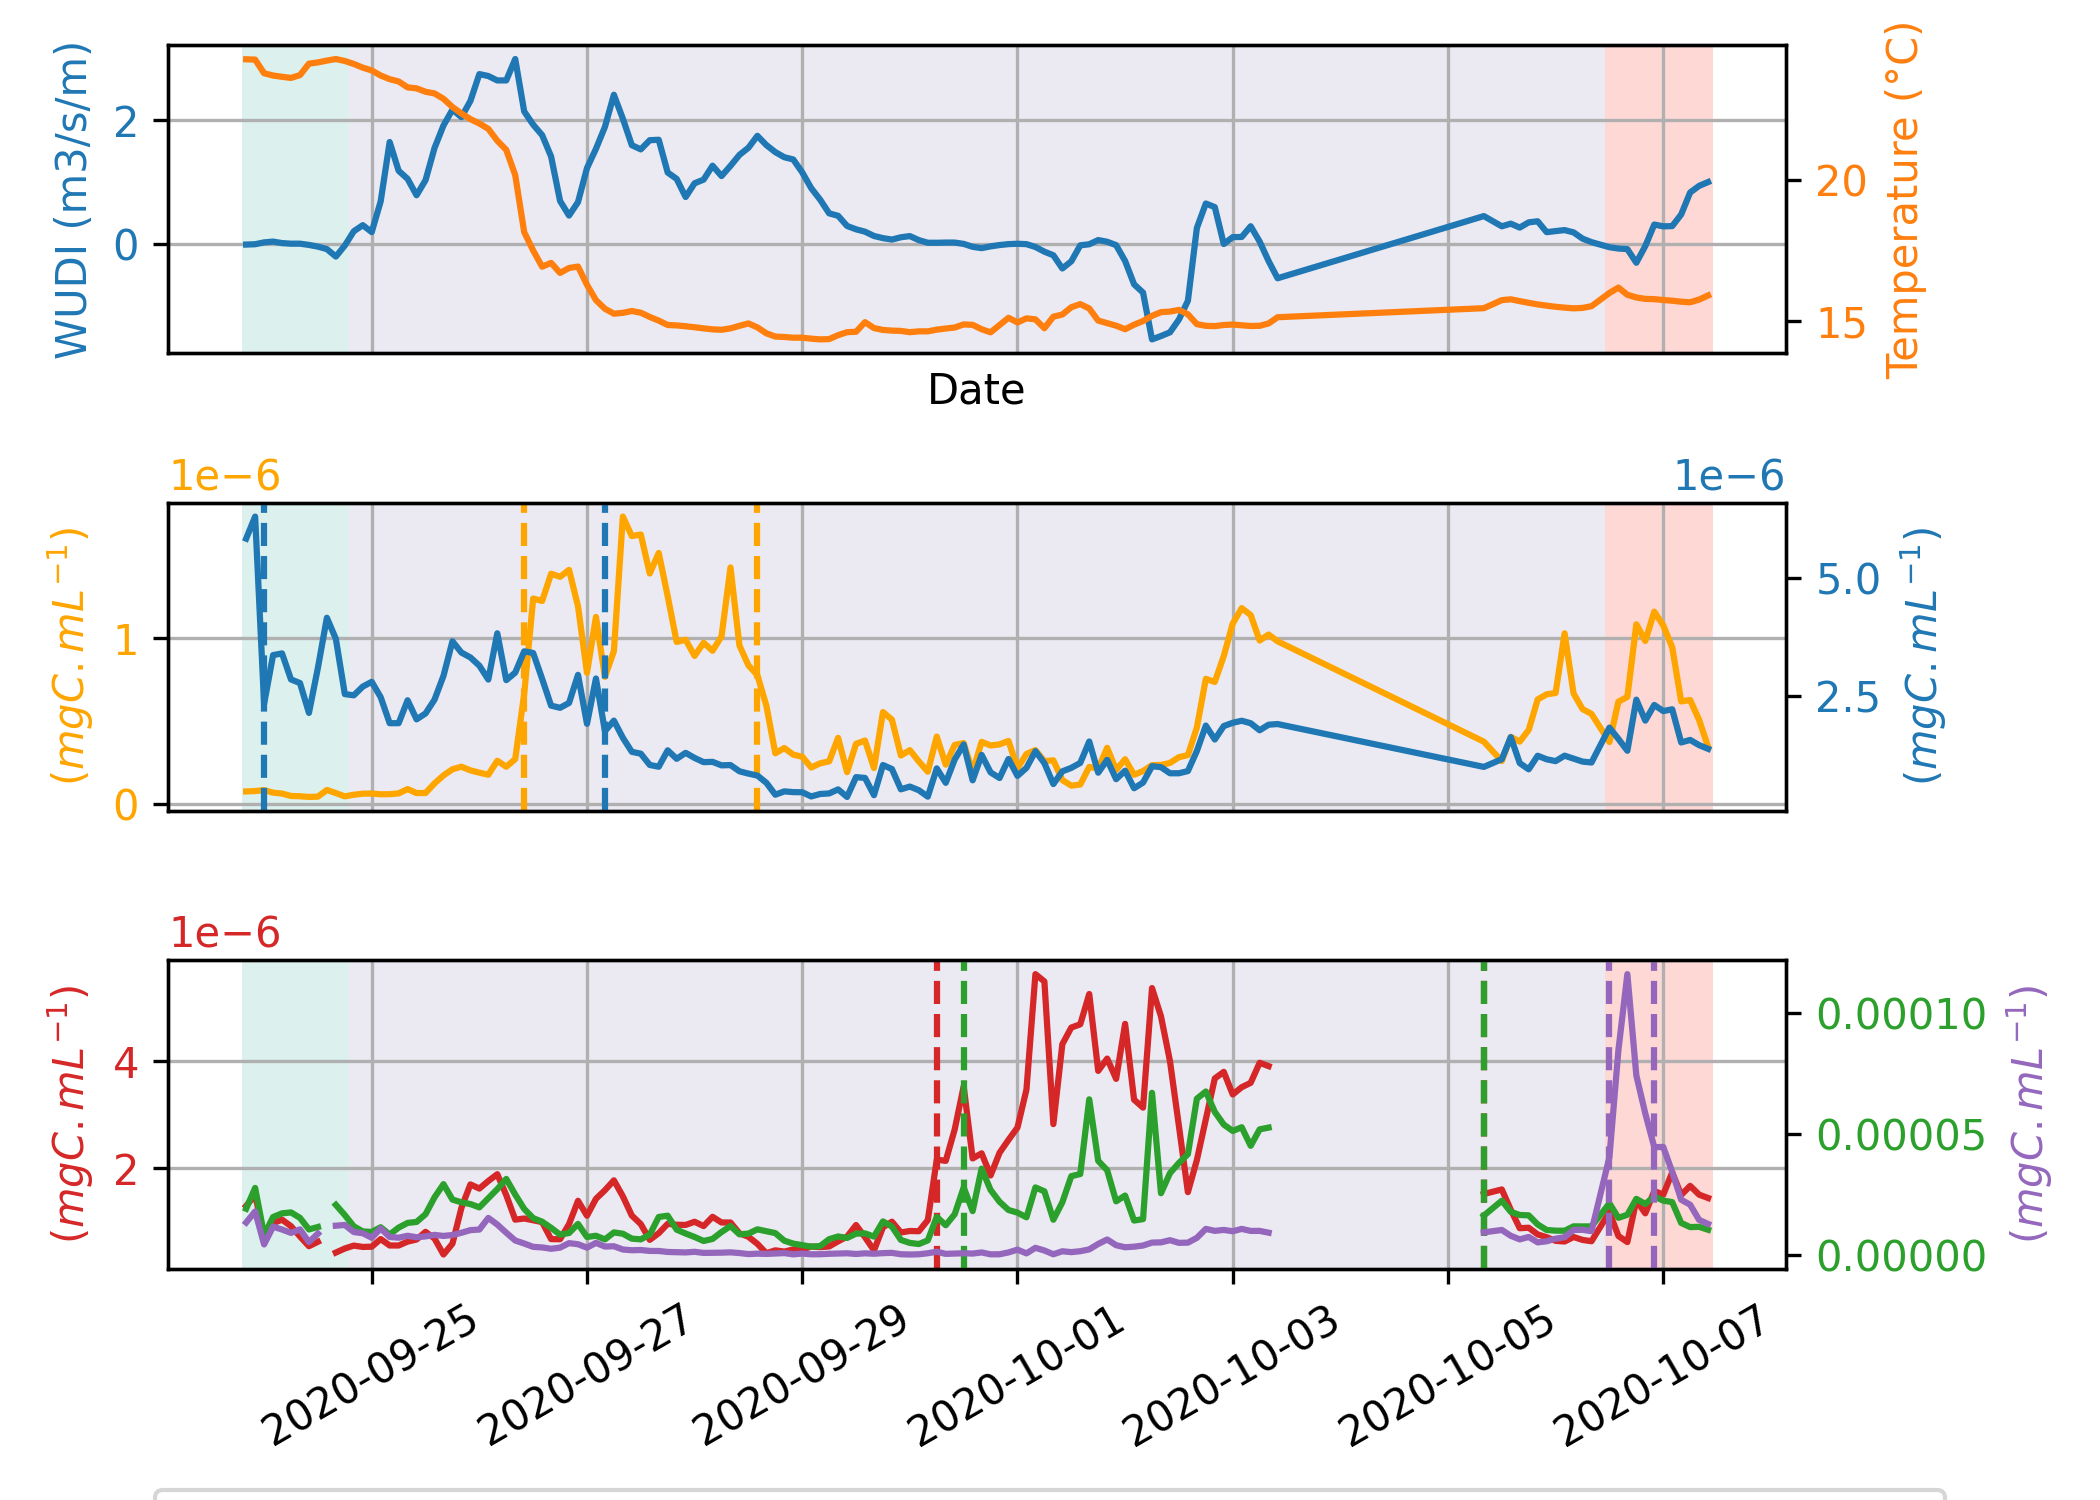 WUDI (m3/s/m)
2
0
Temperature (°C)
20
15
Date
1e−6
1e−6
(mgC.mL⁻¹)
1
0
5.0
2.5
(mgC.mL⁻¹)
1e−6
(mgC.mL⁻¹)
4
2
0.00010
0.00005
0.00000
(mgC.mL⁻¹)
2020-09-25
2020-09-27
2020-09-29
2020-10-01
2020-10-03
2020-10-05
2020-10-07